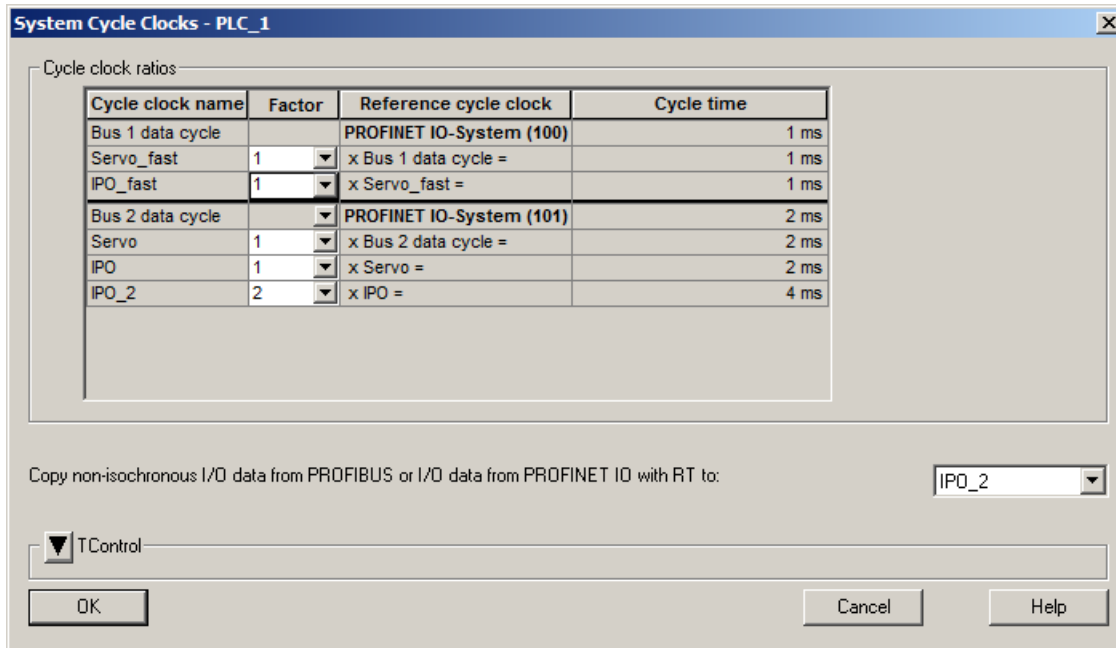 System Cycle Clocks - PLC_1
Cycle clock ratios
Cycle clock name Factor Reference cycle clock Cycle time
Bus 1 data cycle PROFINET IO-System (100) 1 ms
Servo_fast 1 x Bus 1 data cycle = 1 ms
IPO_fast 1 x Servo_fast = 1 ms
Bus 2 data cycle PROFINET IO-System (101) 2 ms
Servo 1 x Bus 2 data cycle = 2 ms
IPO 1 x Servo = 2 ms
IPO_2 2 x IPO = 4 ms
Copy non-isochronous I/O data from PROFIBUS or I/O data from PROFINET IO with RT to: IPO_2
TControl
OK Cancel Help